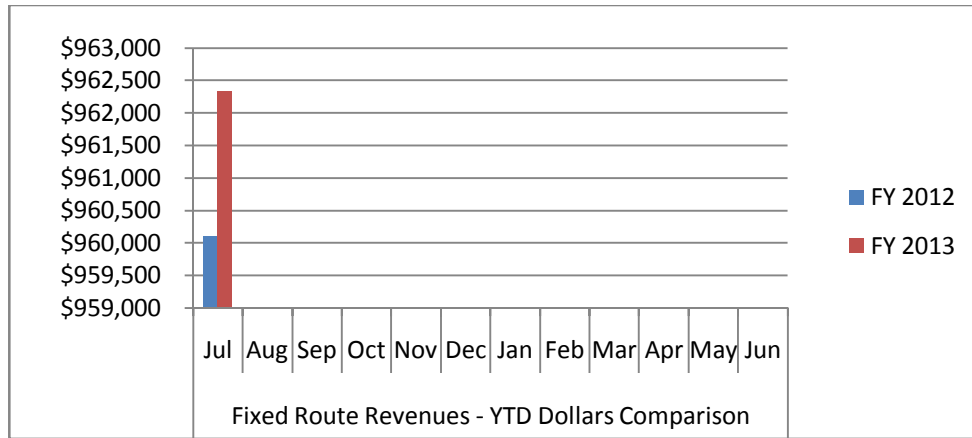 $963,000
$962,500
$962,000
$961,500
$961,000
$960,500
$960,000
$959,500
$959,000
FY 2012
FY 2013
Jul Aug Sep Oct Nov Dec Jan Feb Mar Apr May Jun
Fixed Route Revenues - YTD Dollars Comparison